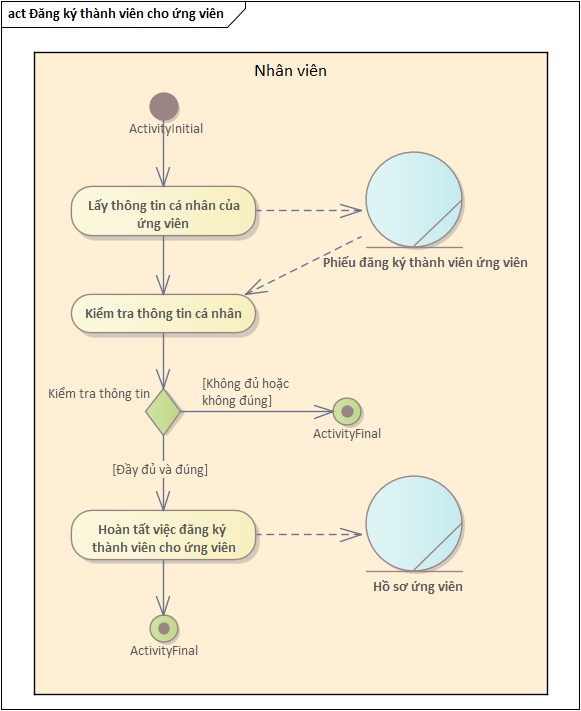 act Đăng ký thành viên cho ứng viên
Nhân viên
ActivityInitial
Lấy thông tin cá nhân của
ứng viên
Phiếu đăng ký thành viên ứng viên
Kiểm tra thông tin cá nhân
Kiểm tra thông tin
[Không đủ hoặc
không đúng]
ActivityFinal
[Đầy đủ và đúng]
Hoàn tất việc đăng ký
thành viên cho ứng viên
Hồ sơ ứng viên
ActivityFinal